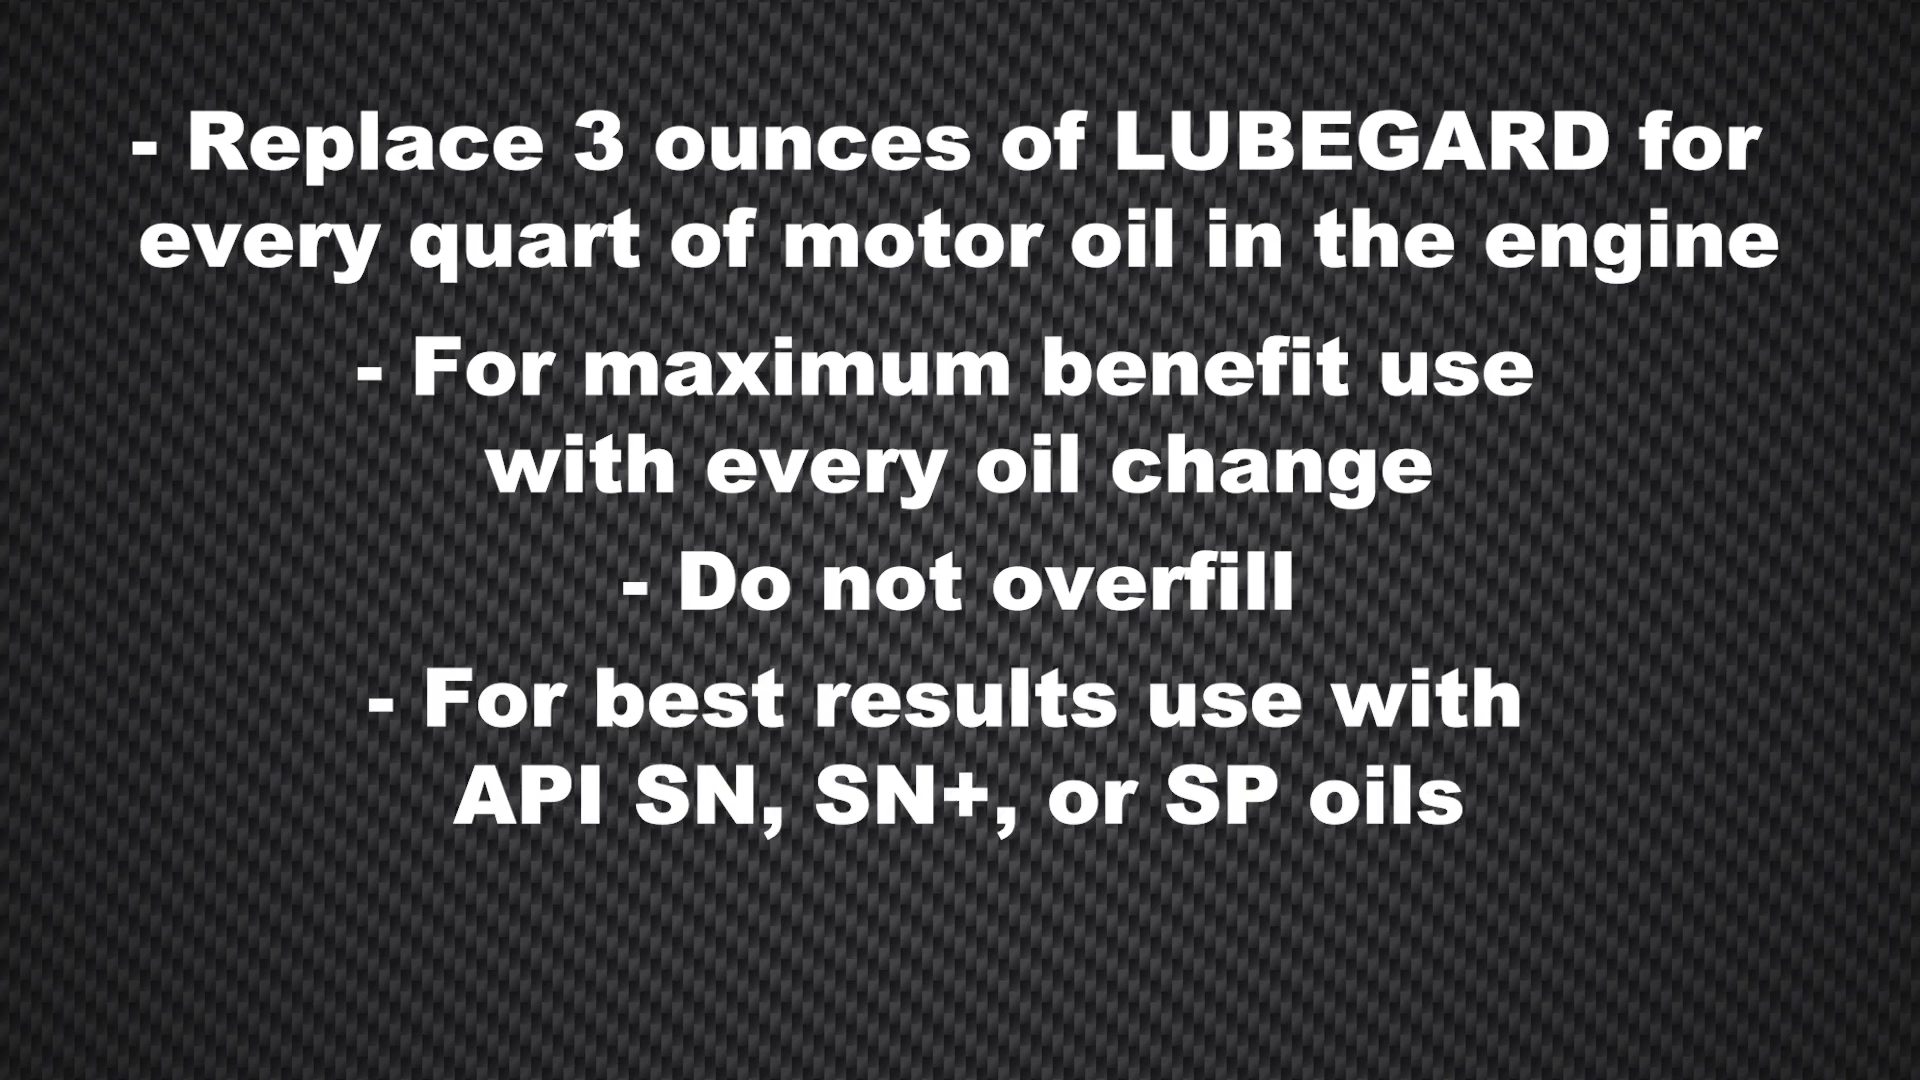 - Replace 3 ounces of LUBEGARD for
every quart of motor oil in the engine
- For maximum benefit use
with every oil change
- Do not overfill
- For best results use with
API SN, SN+, or SP oils